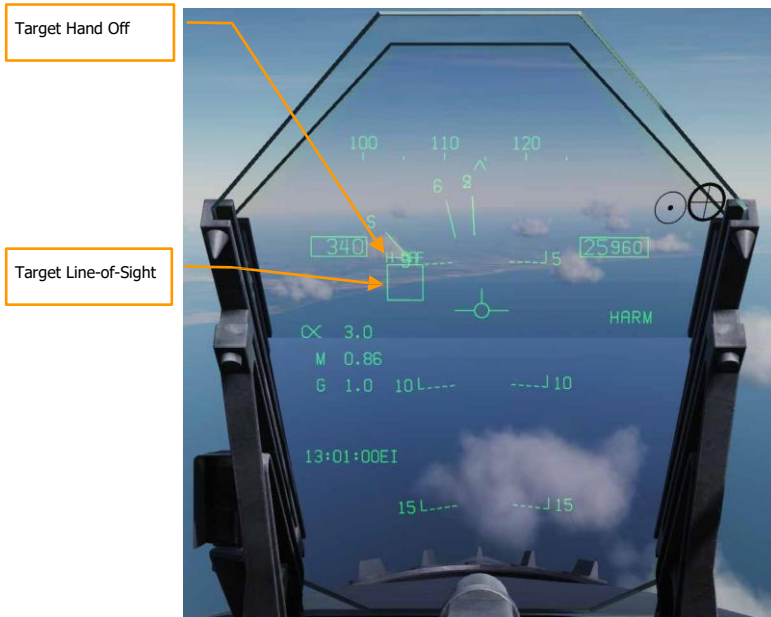 Target Hand Off
100 110 120
6 8
S
340
5
25960
Target Line-of-Sight
HARM
α 3.0
M 0.86
G 1.0
10 10
13:01:00EI
15 15